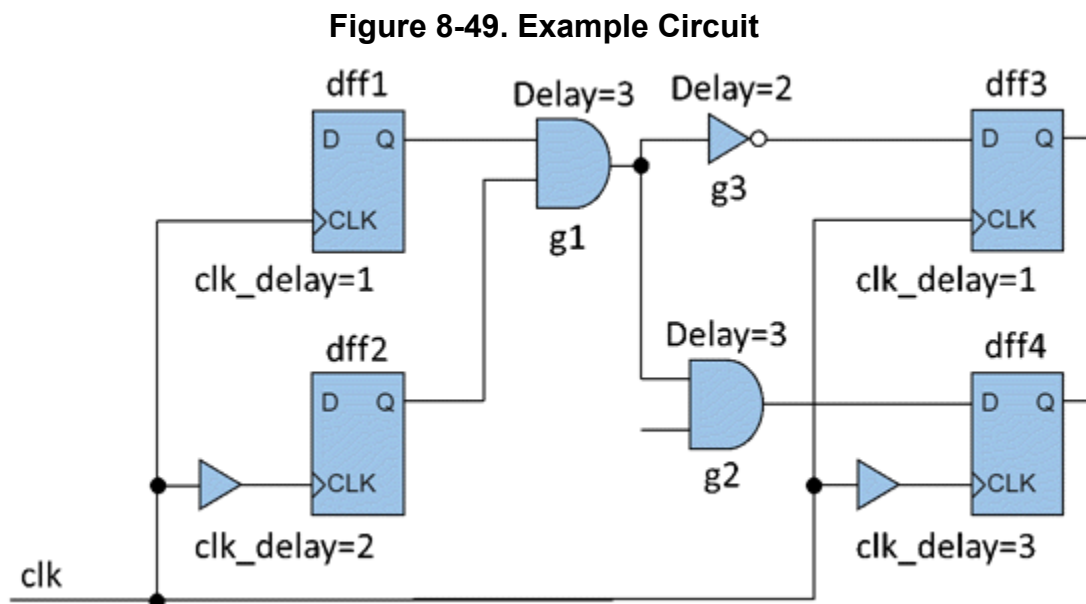 Figure 8-49. Example Circuit
dff1
D Q
CLK
clk_delay=1
Delay=3
g1
Delay=2
g3
dff3
D Q
CLK
clk_delay=1
dff2
D Q
CLK
clk_delay=2
Delay=3
g2
dff4
D Q
CLK
clk_delay=3
clk